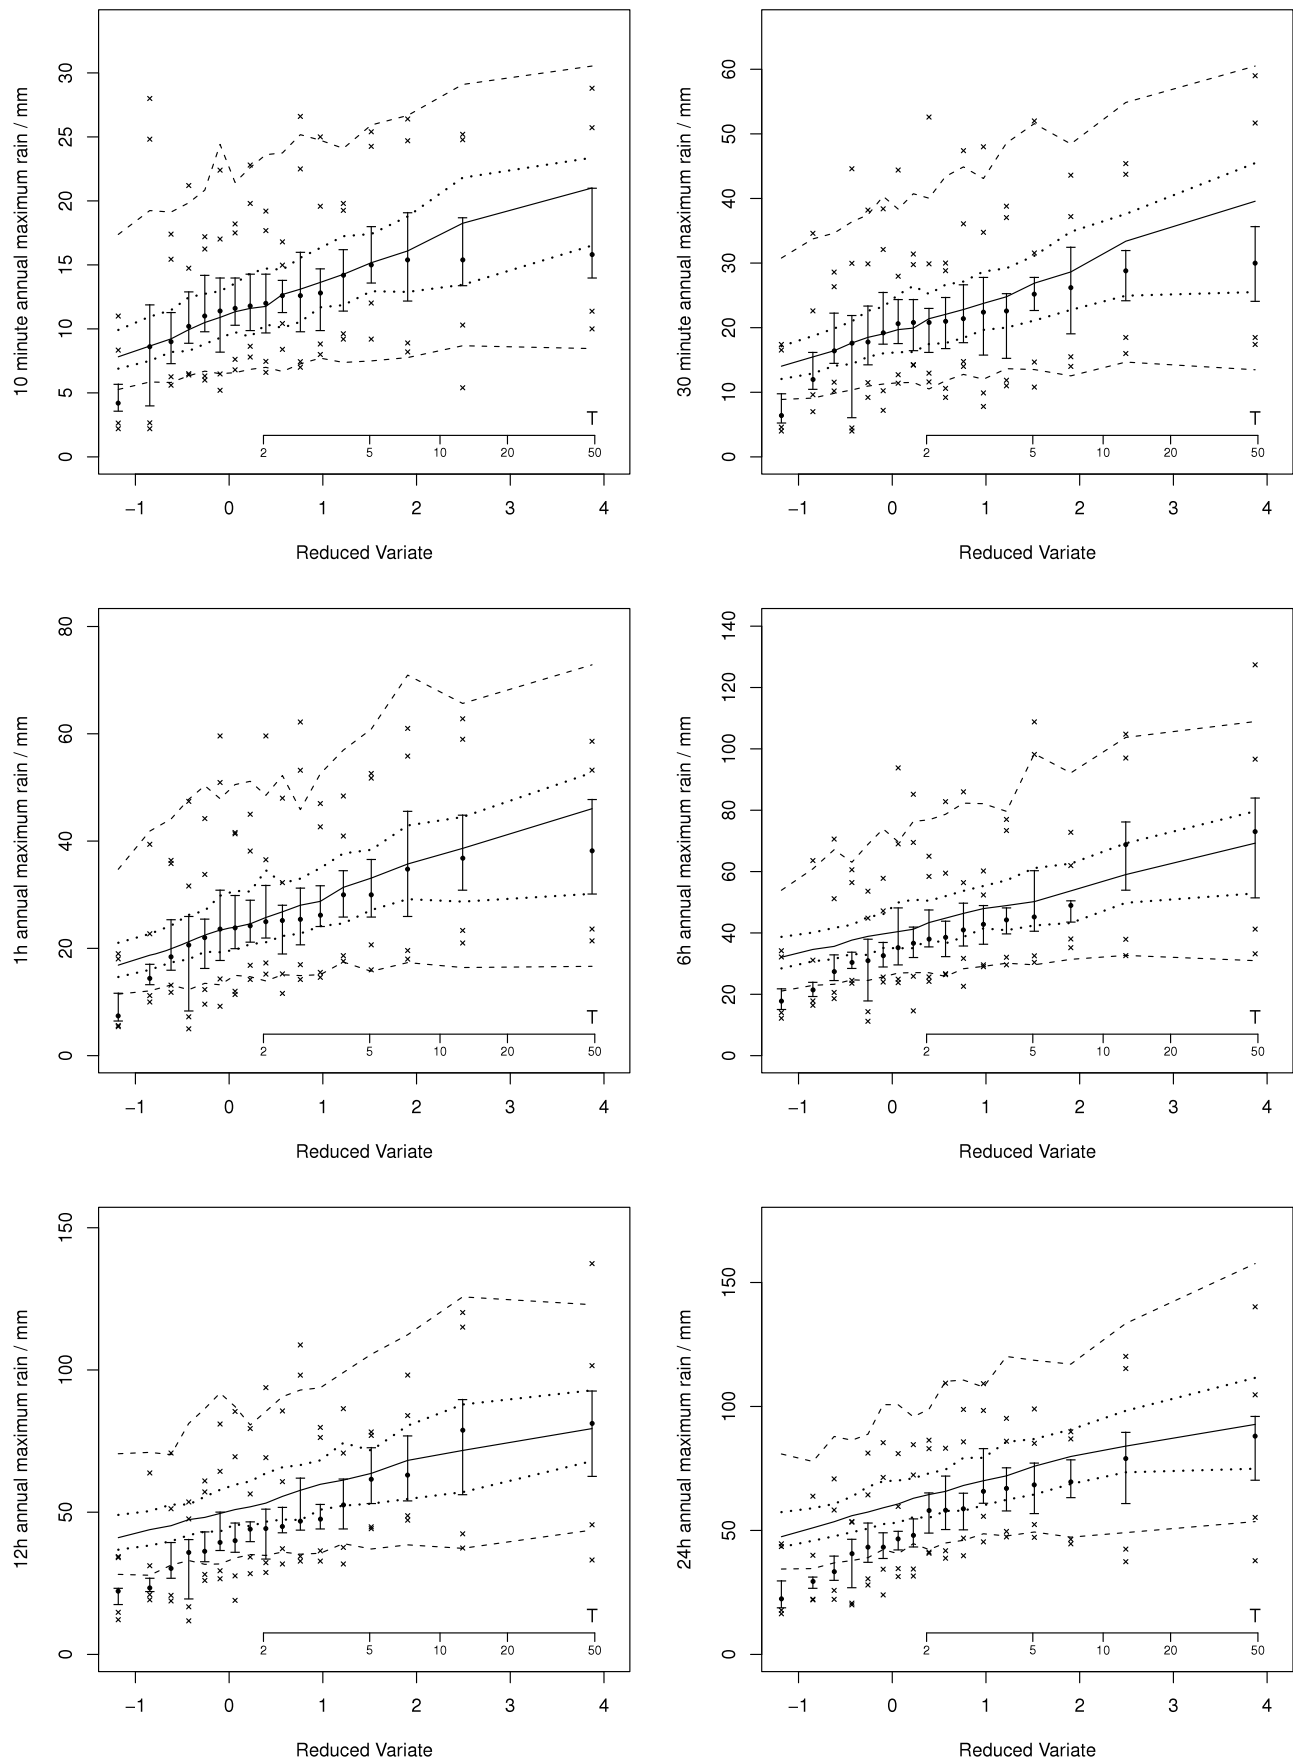 10 minute annual maximum rain / mm
0 5 10 15 20 25 30
T
2 5 10 20 50
−1 0 1 2 3 4
Reduced Variate
30 minute annual maximum rain / mm
0 10 20 30 40 50 60
T
2 5 10 20 50
−1 0 1 2 3 4
Reduced Variate
1h annual maximum rain / mm
0 20 40 60 80
T
2 5 10 20 50
−1 0 1 2 3 4
Reduced Variate
6h annual maximum rain / mm
0 20 40 60 80 100 120 140
T
2 5 10 20 50
−1 0 1 2 3 4
Reduced Variate
12h annual maximum rain / mm
0 50 100 150
T
2 5 10 20 50
−1 0 1 2 3 4
Reduced Variate
24h annual maximum rain / mm
0 50 100 150
T
2 5 10 20 50
−1 0 1 2 3 4
Reduced Variate